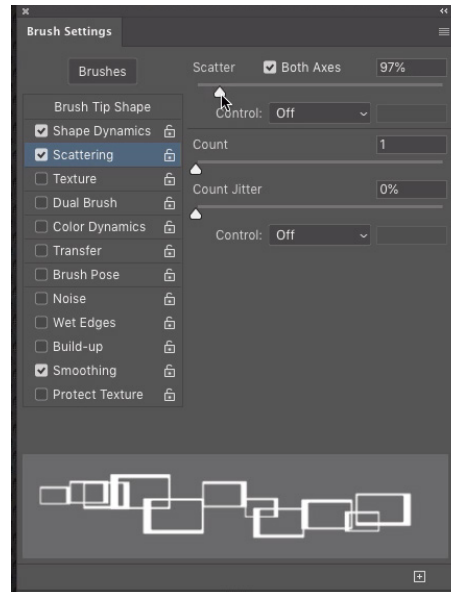 Brush Settings
Brushes
Brush Tip Shape
Shape Dynamics
Scattering
Texture
Dual Brush
Color Dynamics
Transfer
Brush Pose
Noise
Wet Edges
Build-up
Smoothing
Protect Texture
Scatter Both Axes 97%
Control: Off
Count 1
Count Jitter 0%
Control: Off